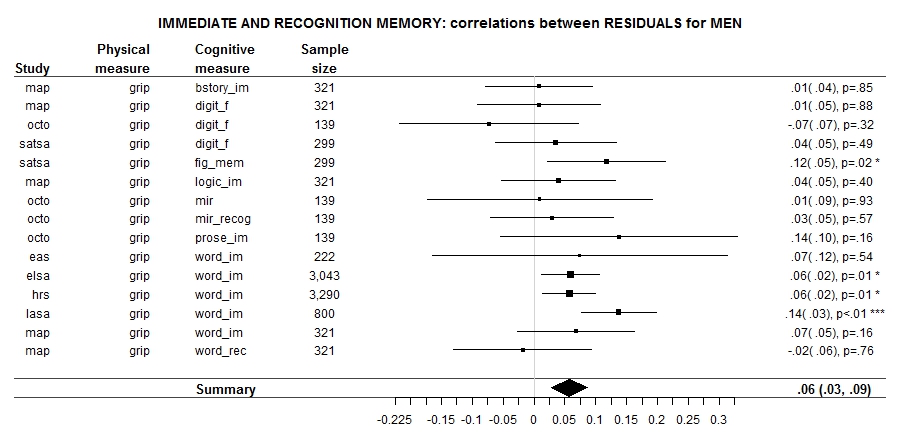 IMMEDIATE AND RECOGNITION MEMORY: correlations between RESIDUALS for MEN
Physical Cognitive Sample
Study measure measure size
map grip bstory_im 321 .01( .04), p=.85
map grip digit_f 321 .01( .05), p=.88
octo grip digit_f 139 -.07( .07), p=.32
satsa grip digit_f 299 .04( .05), p=.49
satsa grip fig_mem 299 .12( .05), p=.02 *
map grip logic_im 321 .04( .05), p=.40
octo grip mir 139 .01( .09), p=.93
octo grip mir_recog 139 .03( .05), p=.57
octo grip prose_im 139 .14( .10), p=.16
eas grip word_im 222 .07( .12), p=.54
elsa grip word_im 3,043 .06( .02), p=.01 *
hrs grip word_im 3,290 .06( .02), p=.01 *
lasa grip word_im 800 .14( .03), p<.01 ***
map grip word_im 321 .07( .05), p=.16
map grip word_rec 321 -.02( .06), p=.76
Summary .06 (.03, .09)
-0.225 -0.15 -0.1 -0.05 0 0.05 0.1 0.15 0.2 0.25 0.3